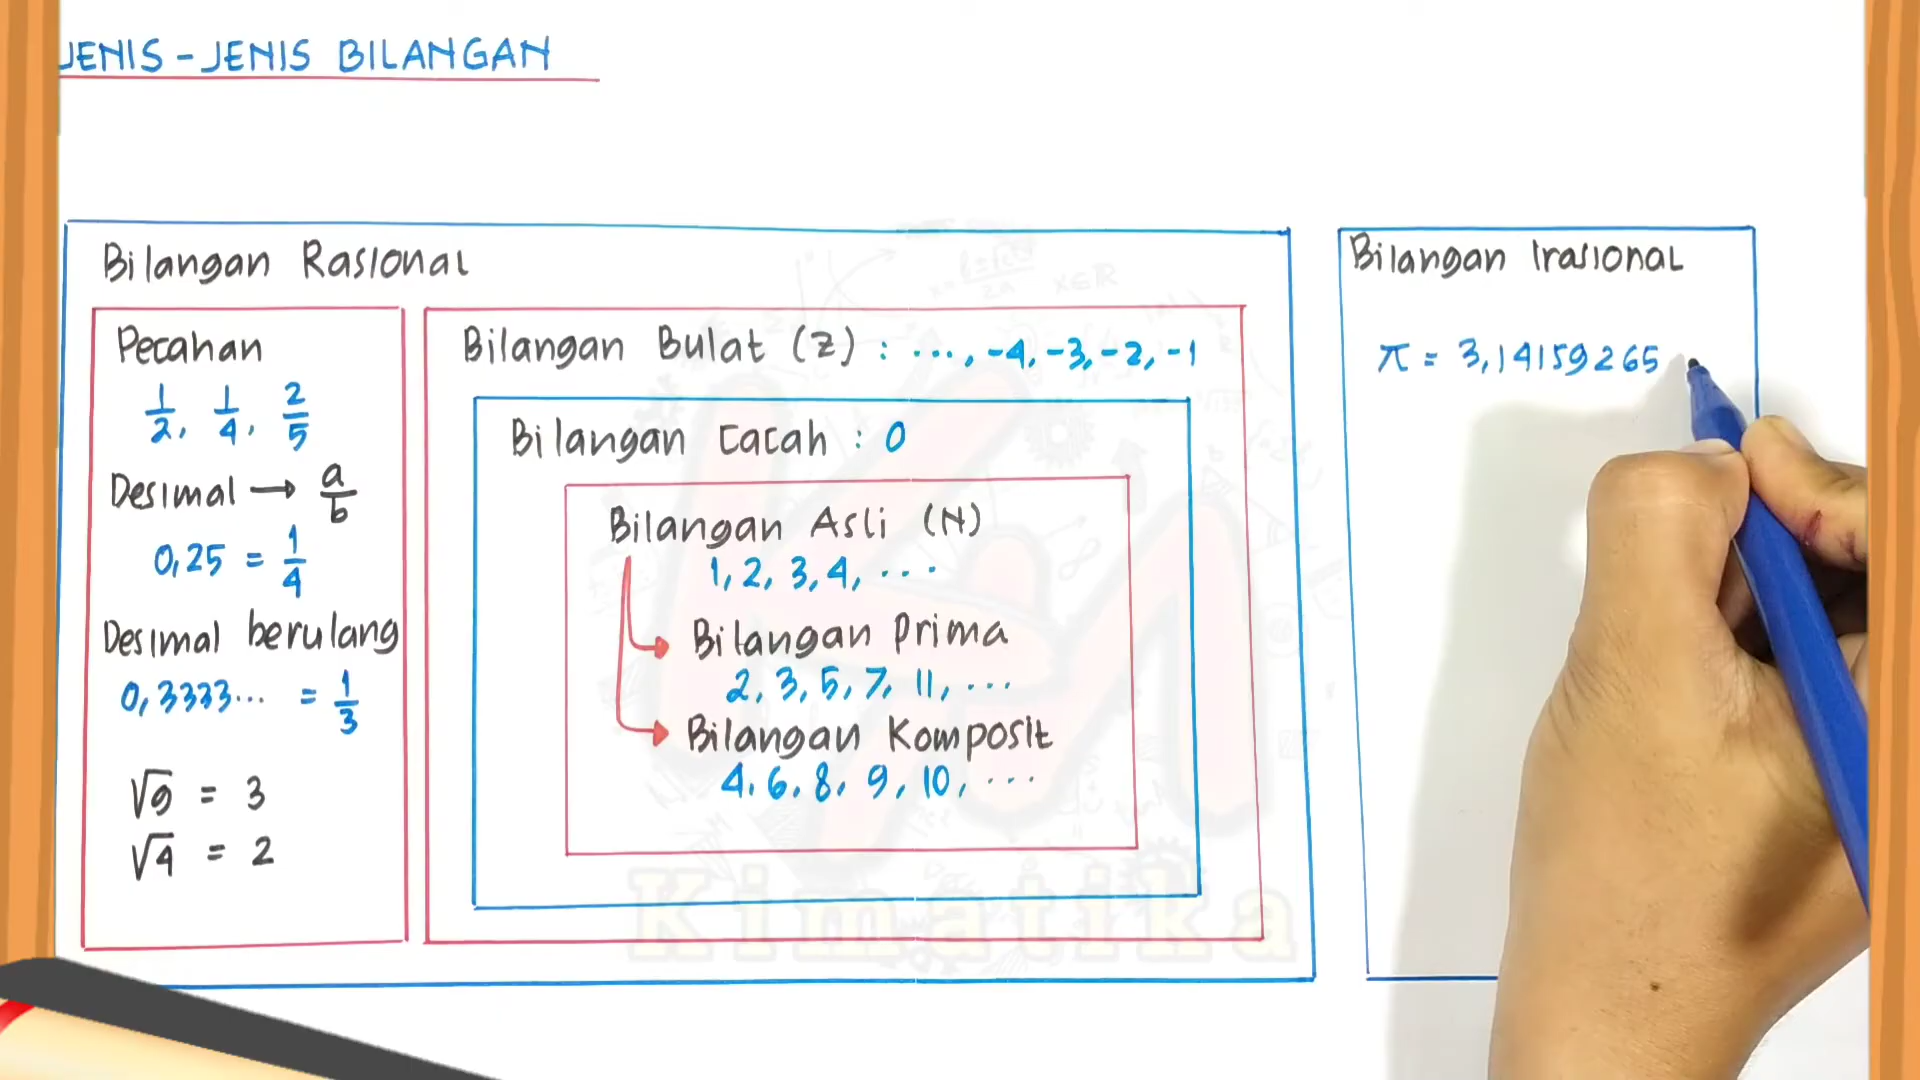 JENIS-JENIS BILANGAN
Bilangan Rasional
Pecahan
1/2, 1/4, 2/5
Desimal → a/b
0,25 = 1/4
Desimal berulang
0,3333... = 1/3
√9 = 3
√4 = 2
Bilangan Bulat (Z) : ..., -4, -3, -2, -1
Bilangan Cacah : 0
Bilangan Asli (N)
1, 2, 3, 4, ...
Bilangan Prima
2, 3, 5, 7, 11, ...
Bilangan Komposit
4, 6, 8, 9, 10, ...
Bilangan Irasional
π = 3,14159265
Kimatika